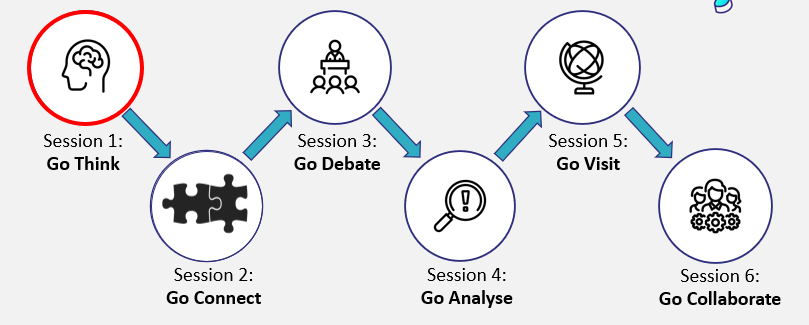 Session 1:
Go Think
Session 2:
Go Connect
Session 3:
Go Debate
Session 4:
Go Analyse
Session 5:
Go Visit
Session 6:
Go Collaborate